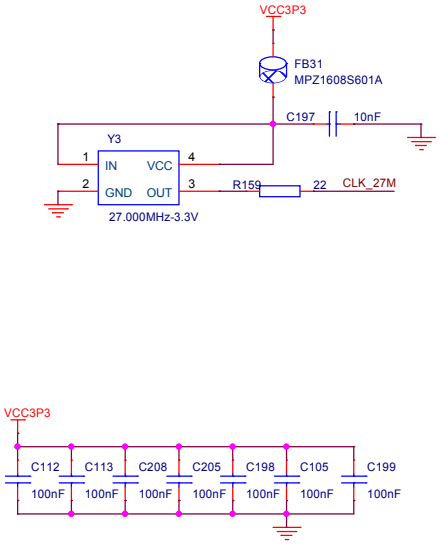 VCC3P3
FB31
MPZ1608S601A
C197 10nF
Y3
1 IN VCC 4
2 GND OUT 3
R159 22 CLK_27M
27.000MHz-3.3V
VCC3P3
C112 C113 C208 C205 C198 C105 C199
100nF 100nF 100nF 100nF 100nF 100nF 100nF